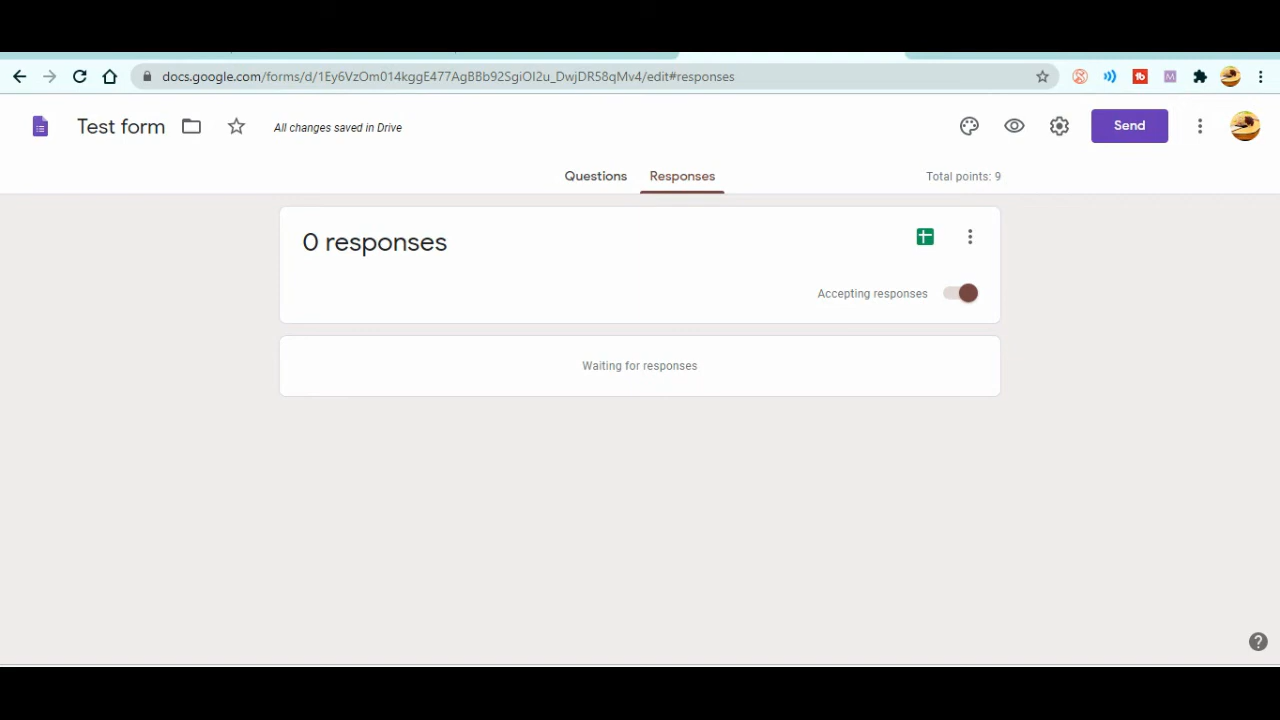 docs.google.com/forms/d/1Ey6VzOm014kggE477AgBBb92SgiOI2u_DwjDR58qMv4/edit#responses
Test form
All changes saved in Drive
Send
Questions
Responses
Total points: 9
0 responses
Accepting responses
Waiting for responses